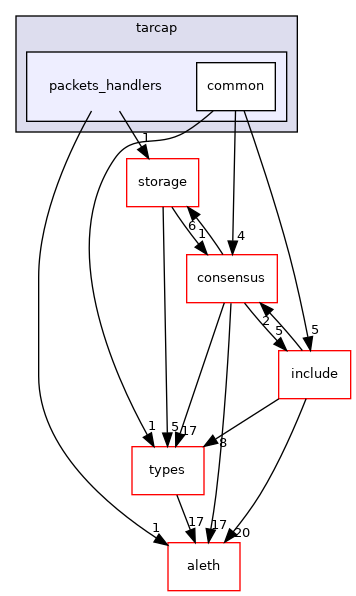 tarcap
packets_handlers
common
1
storage
6
1
4
consensus
2
5
5
include
1
5
17
8
types
17
17
20
1
aleth